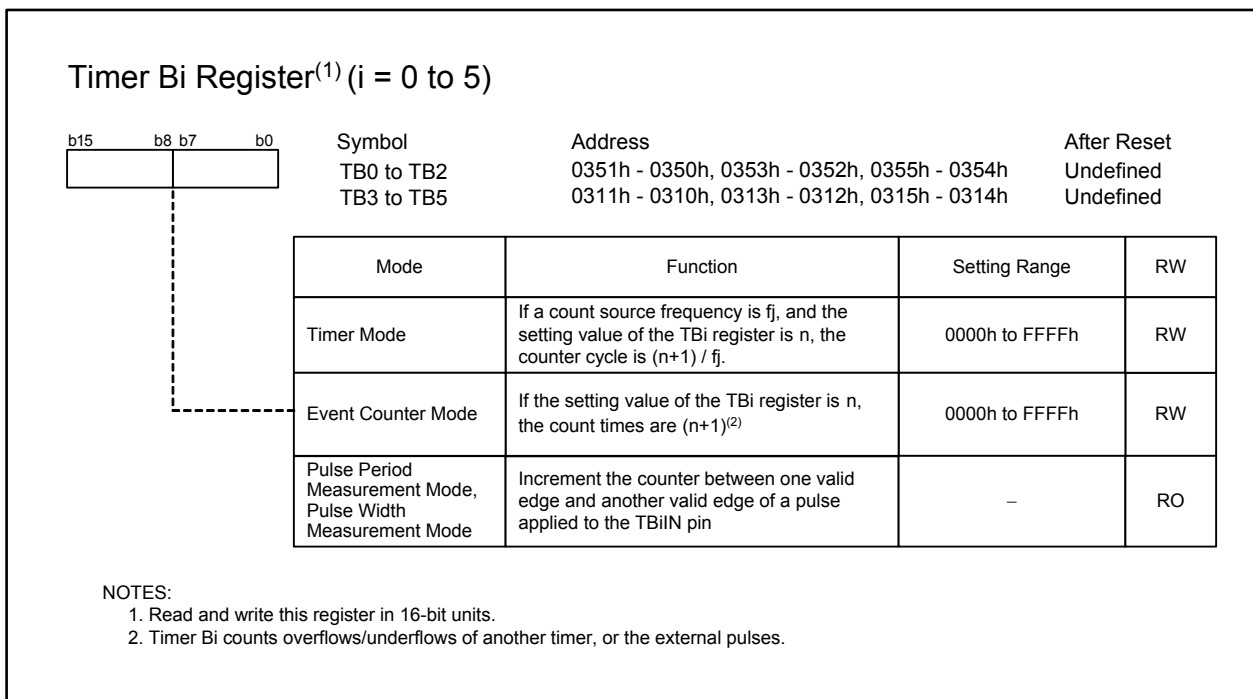 Timer Bi Register(1) (i = 0 to 5)
b15 b8 b7 b0
Symbol Address After Reset
TB0 to TB2 0351h - 0350h, 0353h - 0352h, 0355h - 0354h Undefined
TB3 to TB5 0311h - 0310h, 0313h - 0312h, 0315h - 0314h Undefined
Mode Function Setting Range RW
Timer Mode
If a count source frequency is fj, and the
setting value of the TBi register is n, the
counter cycle is (n+1) / fj.
0000h to FFFFh RW
Event Counter Mode
If the setting value of the TBi register is n,
the count times are (n+1)(2)
0000h to FFFFh RW
Pulse Period
Measurement Mode,
Pulse Width
Measurement Mode
Increment the counter between one valid
edge and another valid edge of a pulse
applied to the TBiIN pin
– RO
NOTES:
1. Read and write this register in 16-bit units.
2. Timer Bi counts overflows/underflows of another timer, or the external pulses.